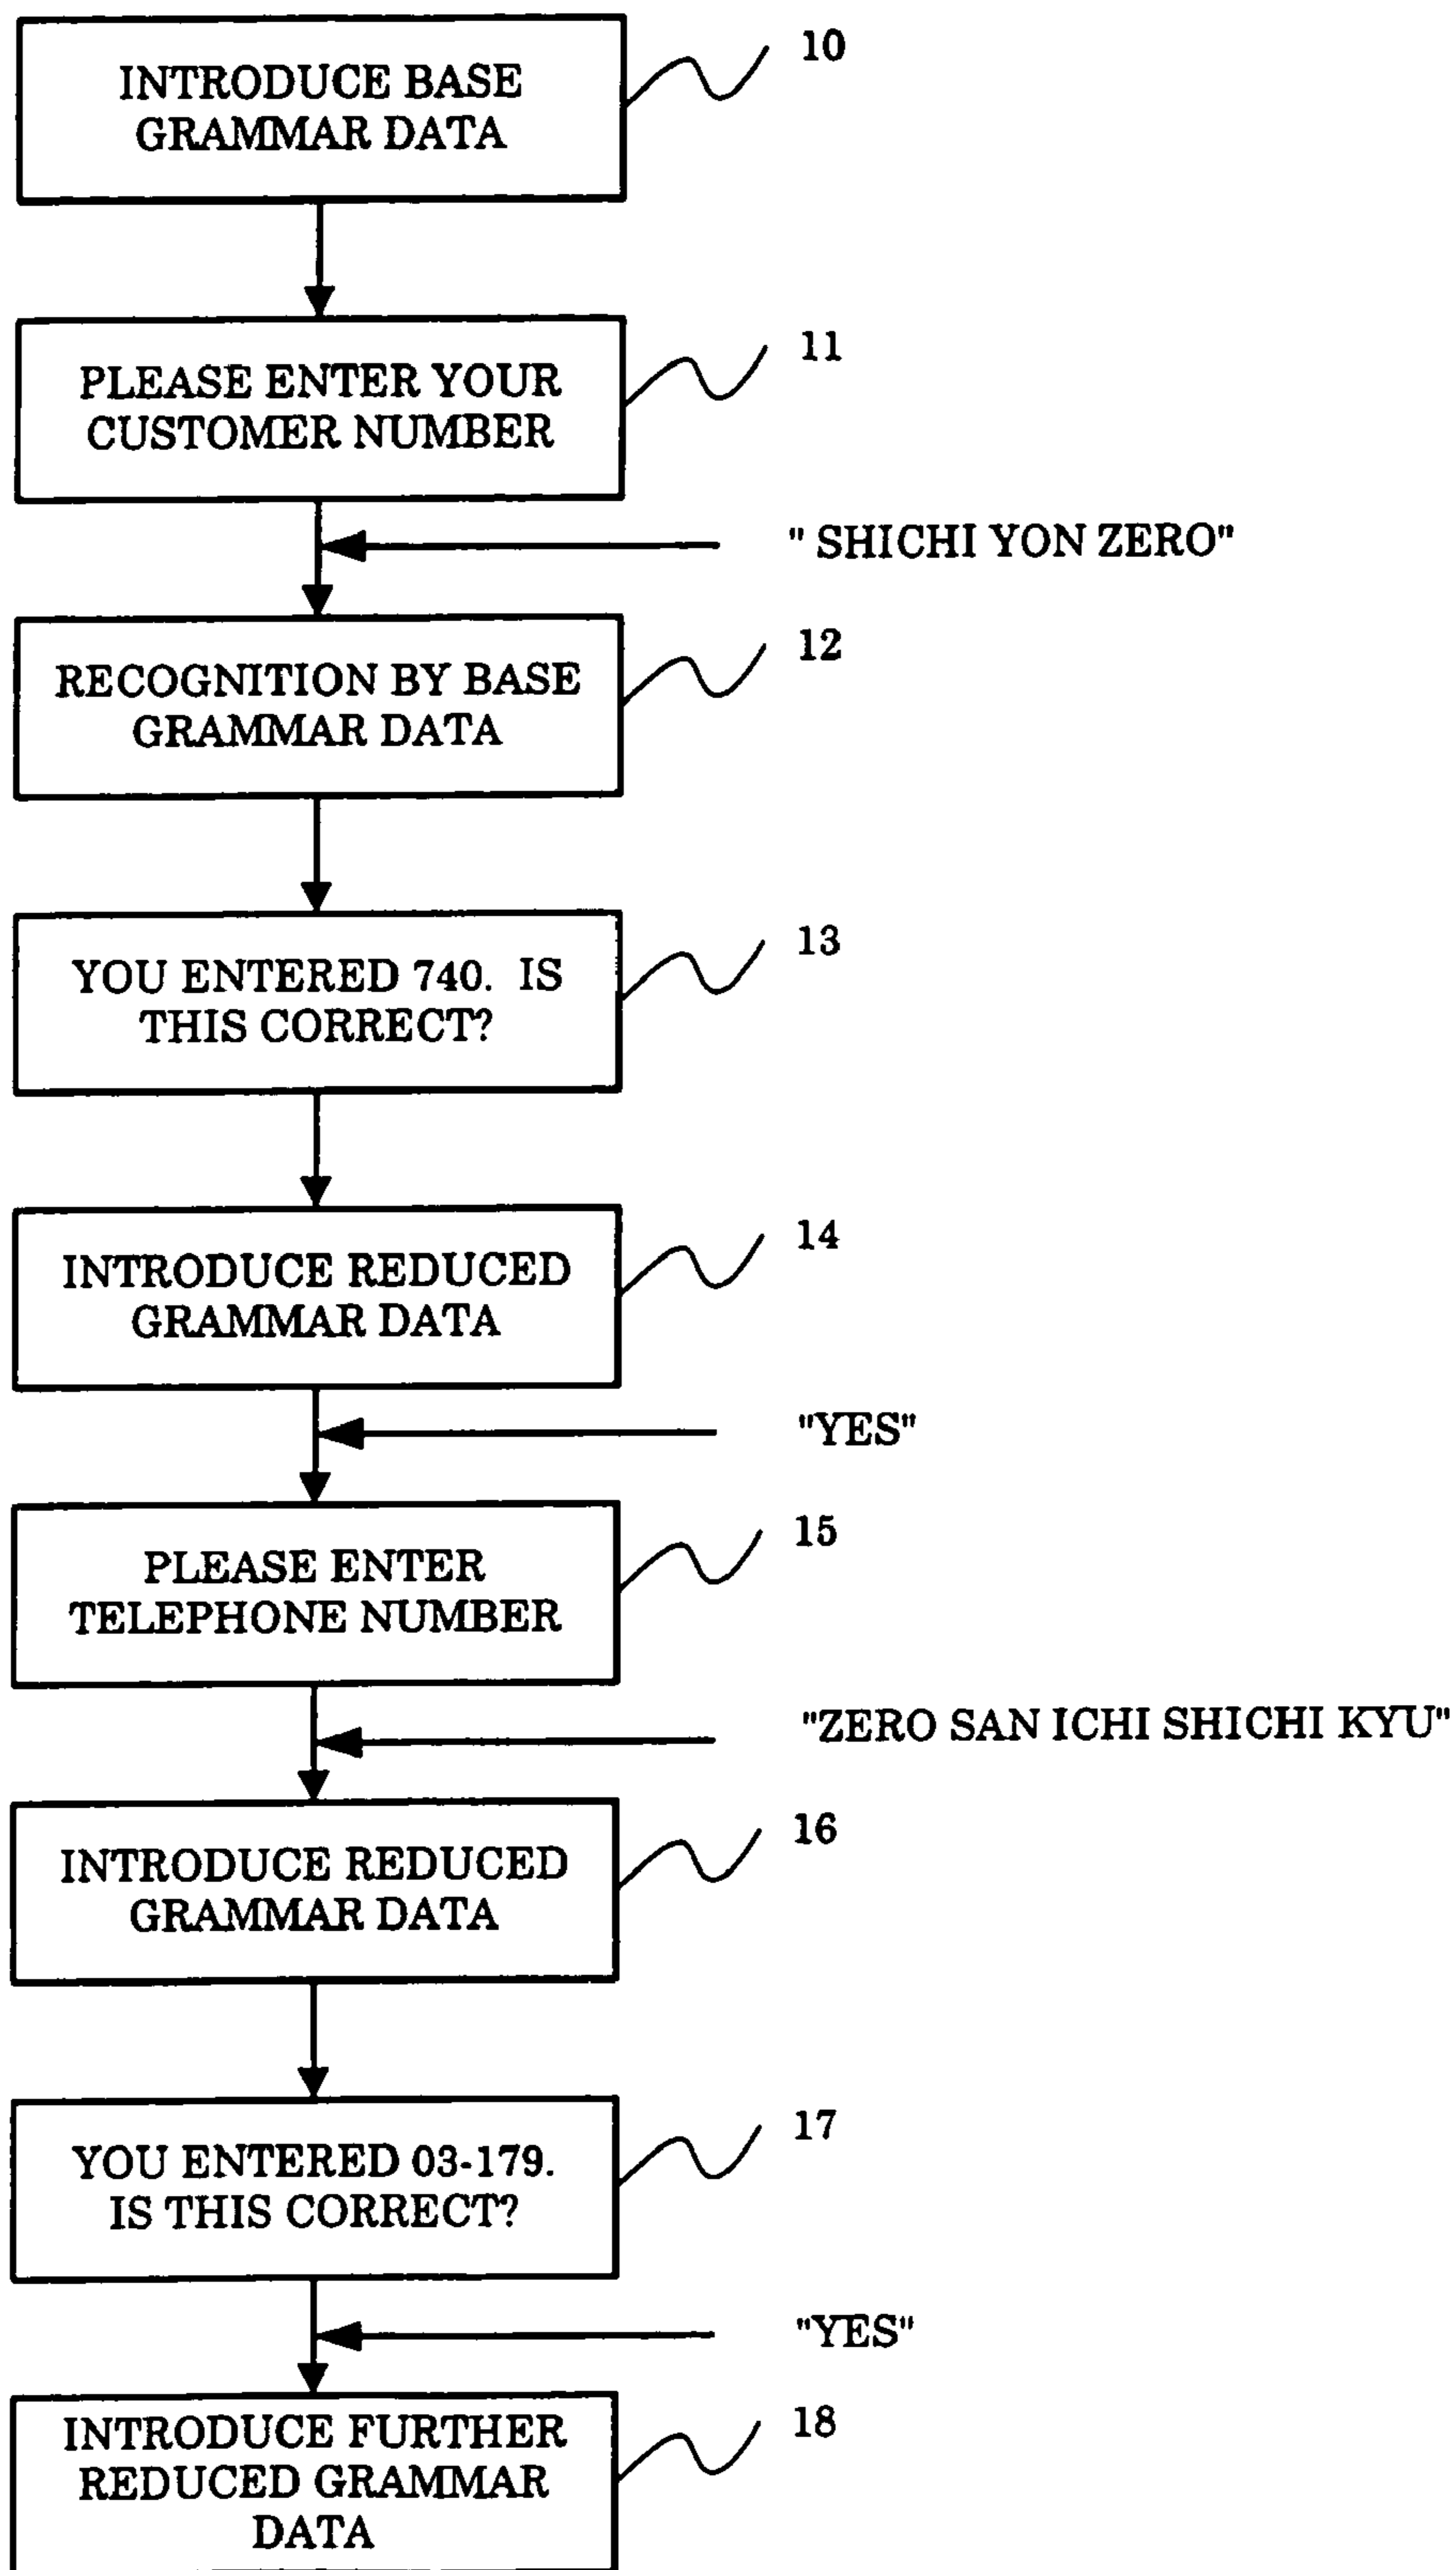 INTRODUCE BASE
GRAMMAR DATA
10
PLEASE ENTER YOUR
CUSTOMER NUMBER
11
" SHICHI YON ZERO"
RECOGNITION BY BASE
GRAMMAR DATA
12
YOU ENTERED 740. IS
THIS CORRECT?
13
INTRODUCE REDUCED
GRAMMAR DATA
14
"YES"
PLEASE ENTER
TELEPHONE NUMBER
15
"ZERO SAN ICHI SHICHI KYU"
INTRODUCE REDUCED
GRAMMAR DATA
16
YOU ENTERED 03-179.
IS THIS CORRECT?
17
"YES"
INTRODUCE FURTHER
REDUCED GRAMMAR
DATA
18